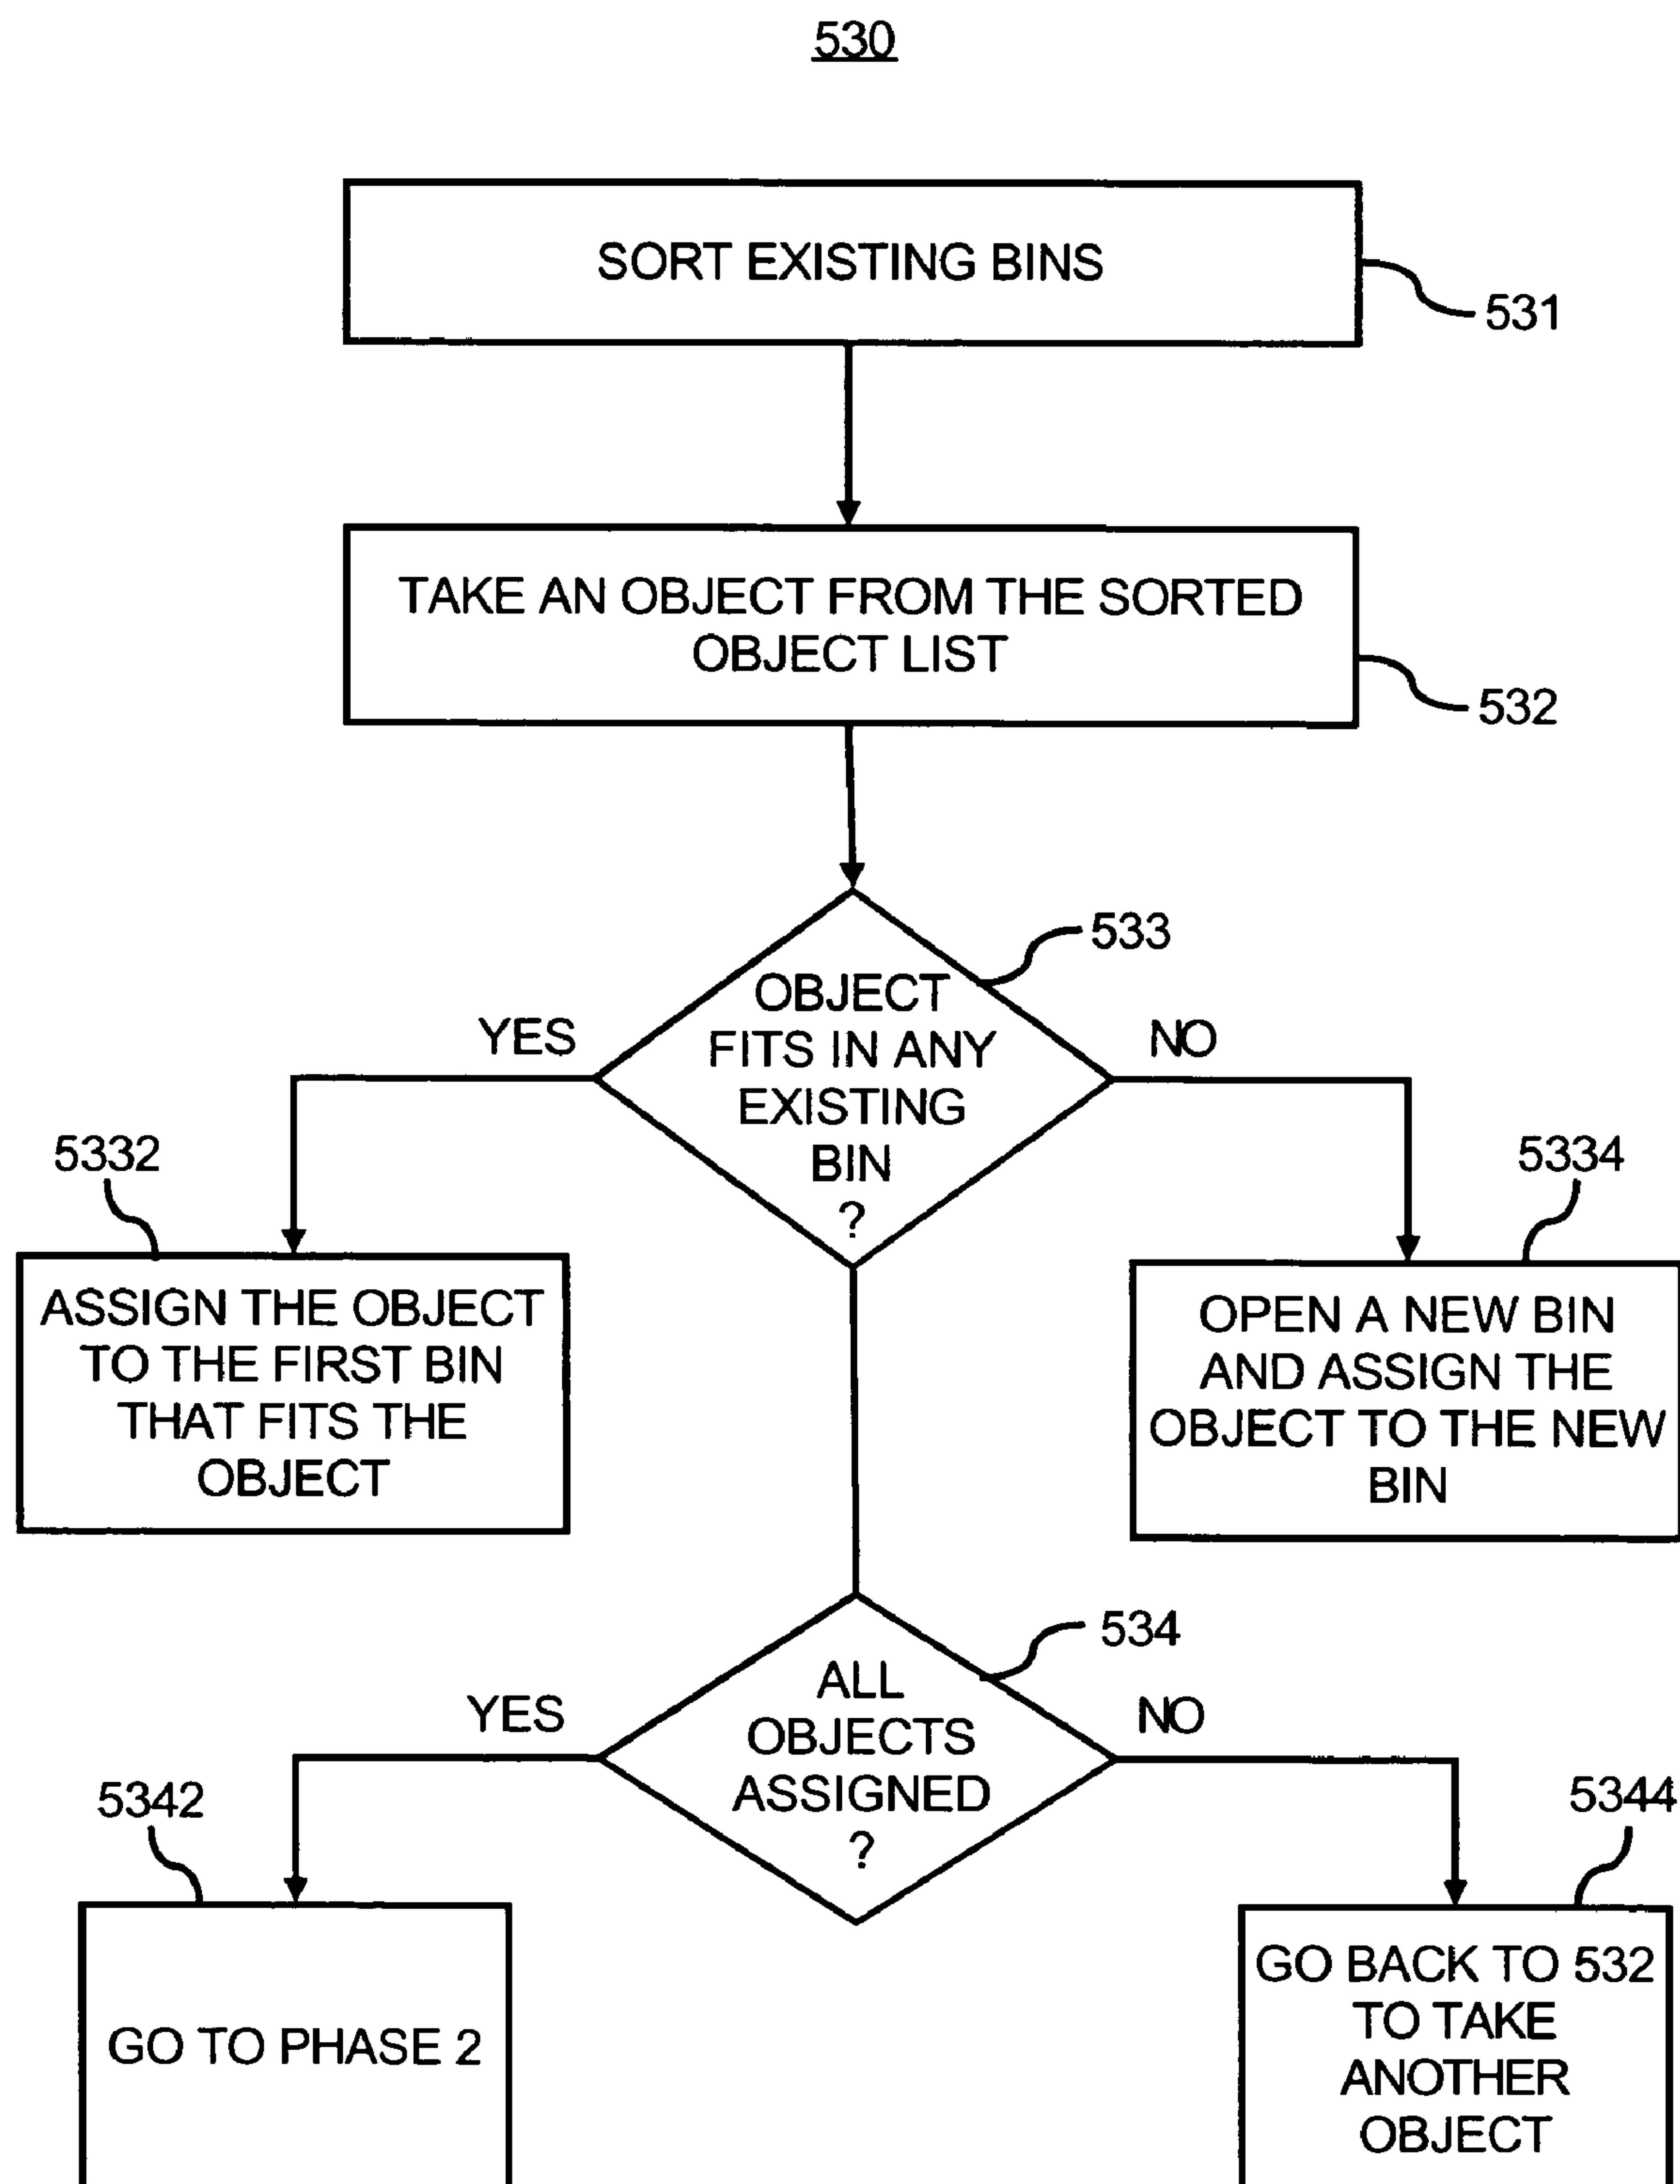 530
SORT EXISTING BINS
531
TAKE AN OBJECT FROM THE SORTED
OBJECT LIST
532
533
OBJECT
FITS IN ANY
EXISTING
BIN
?
YES
NO
5332
5334
ASSIGN THE OBJECT
TO THE FIRST BIN
THAT FITS THE
OBJECT
OPEN A NEW BIN
AND ASSIGN THE
OBJECT TO THE NEW
BIN
534
ALL
OBJECTS
ASSIGNED
?
YES
NO
5342
5344
GO TO PHASE 2
GO BACK TO 532
TO TAKE
ANOTHER
OBJECT